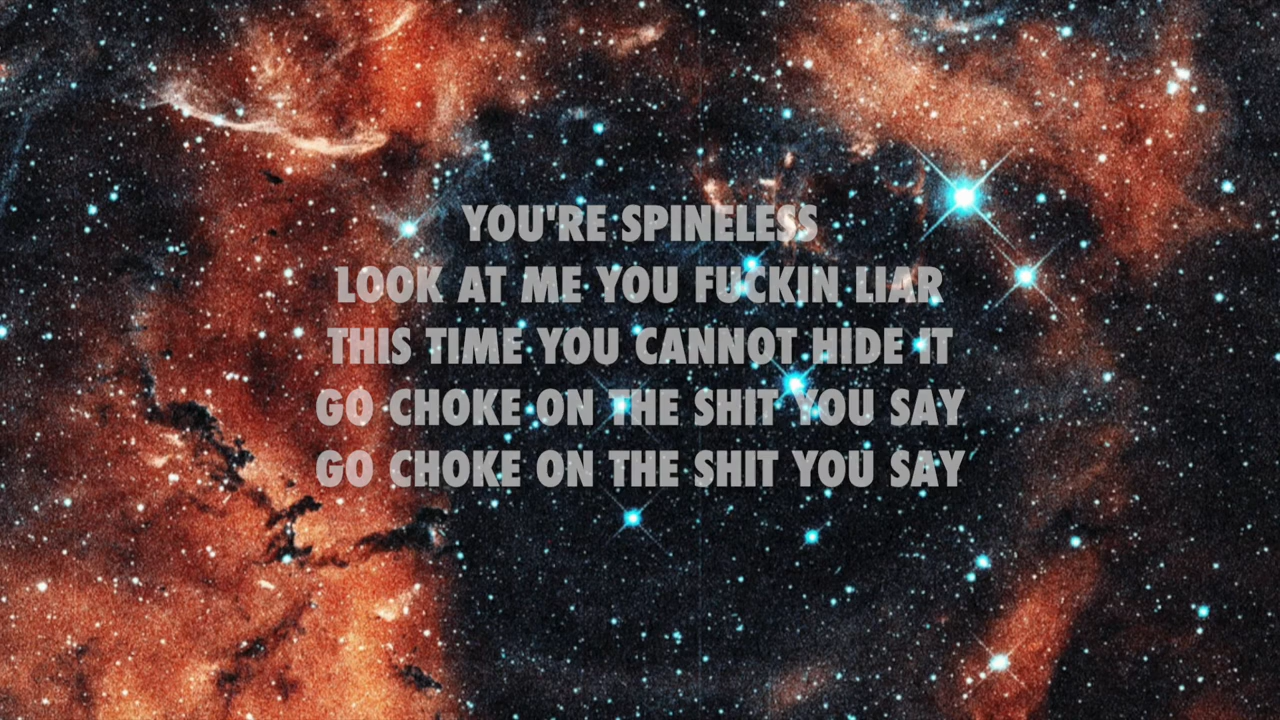 YOU'RE SPINELESS
LOOK AT ME YOU FUCKIN LIAR
THIS TIME YOU CANNOT HIDE IT
GO CHOKE ON THE SHIT YOU SAY
GO CHOKE ON THE SHIT YOU SAY